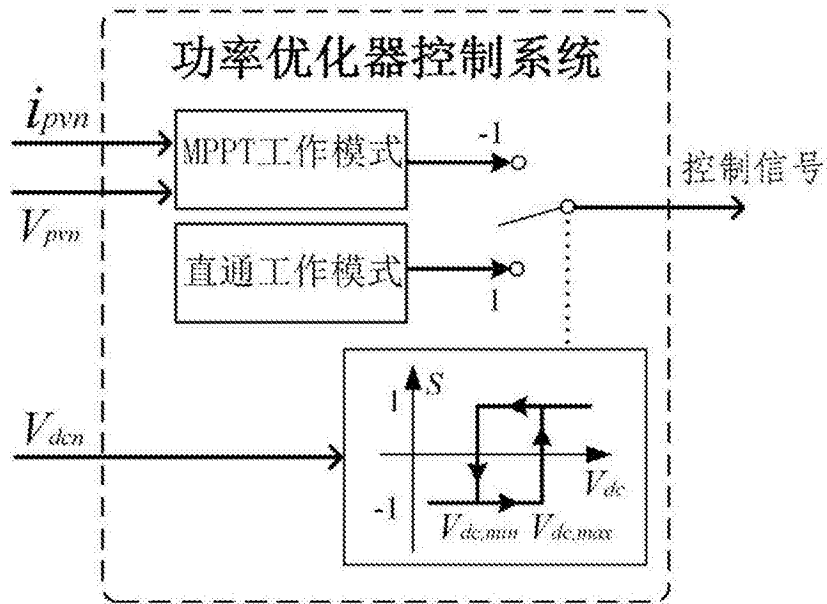 功率优化器控制系统
ipvn
MPPT工作模式
-1
控制信号
Vpvn
直通工作模式
1
S
1
Vdcn
Vdc
-1
Vdc,min
Vdc,max